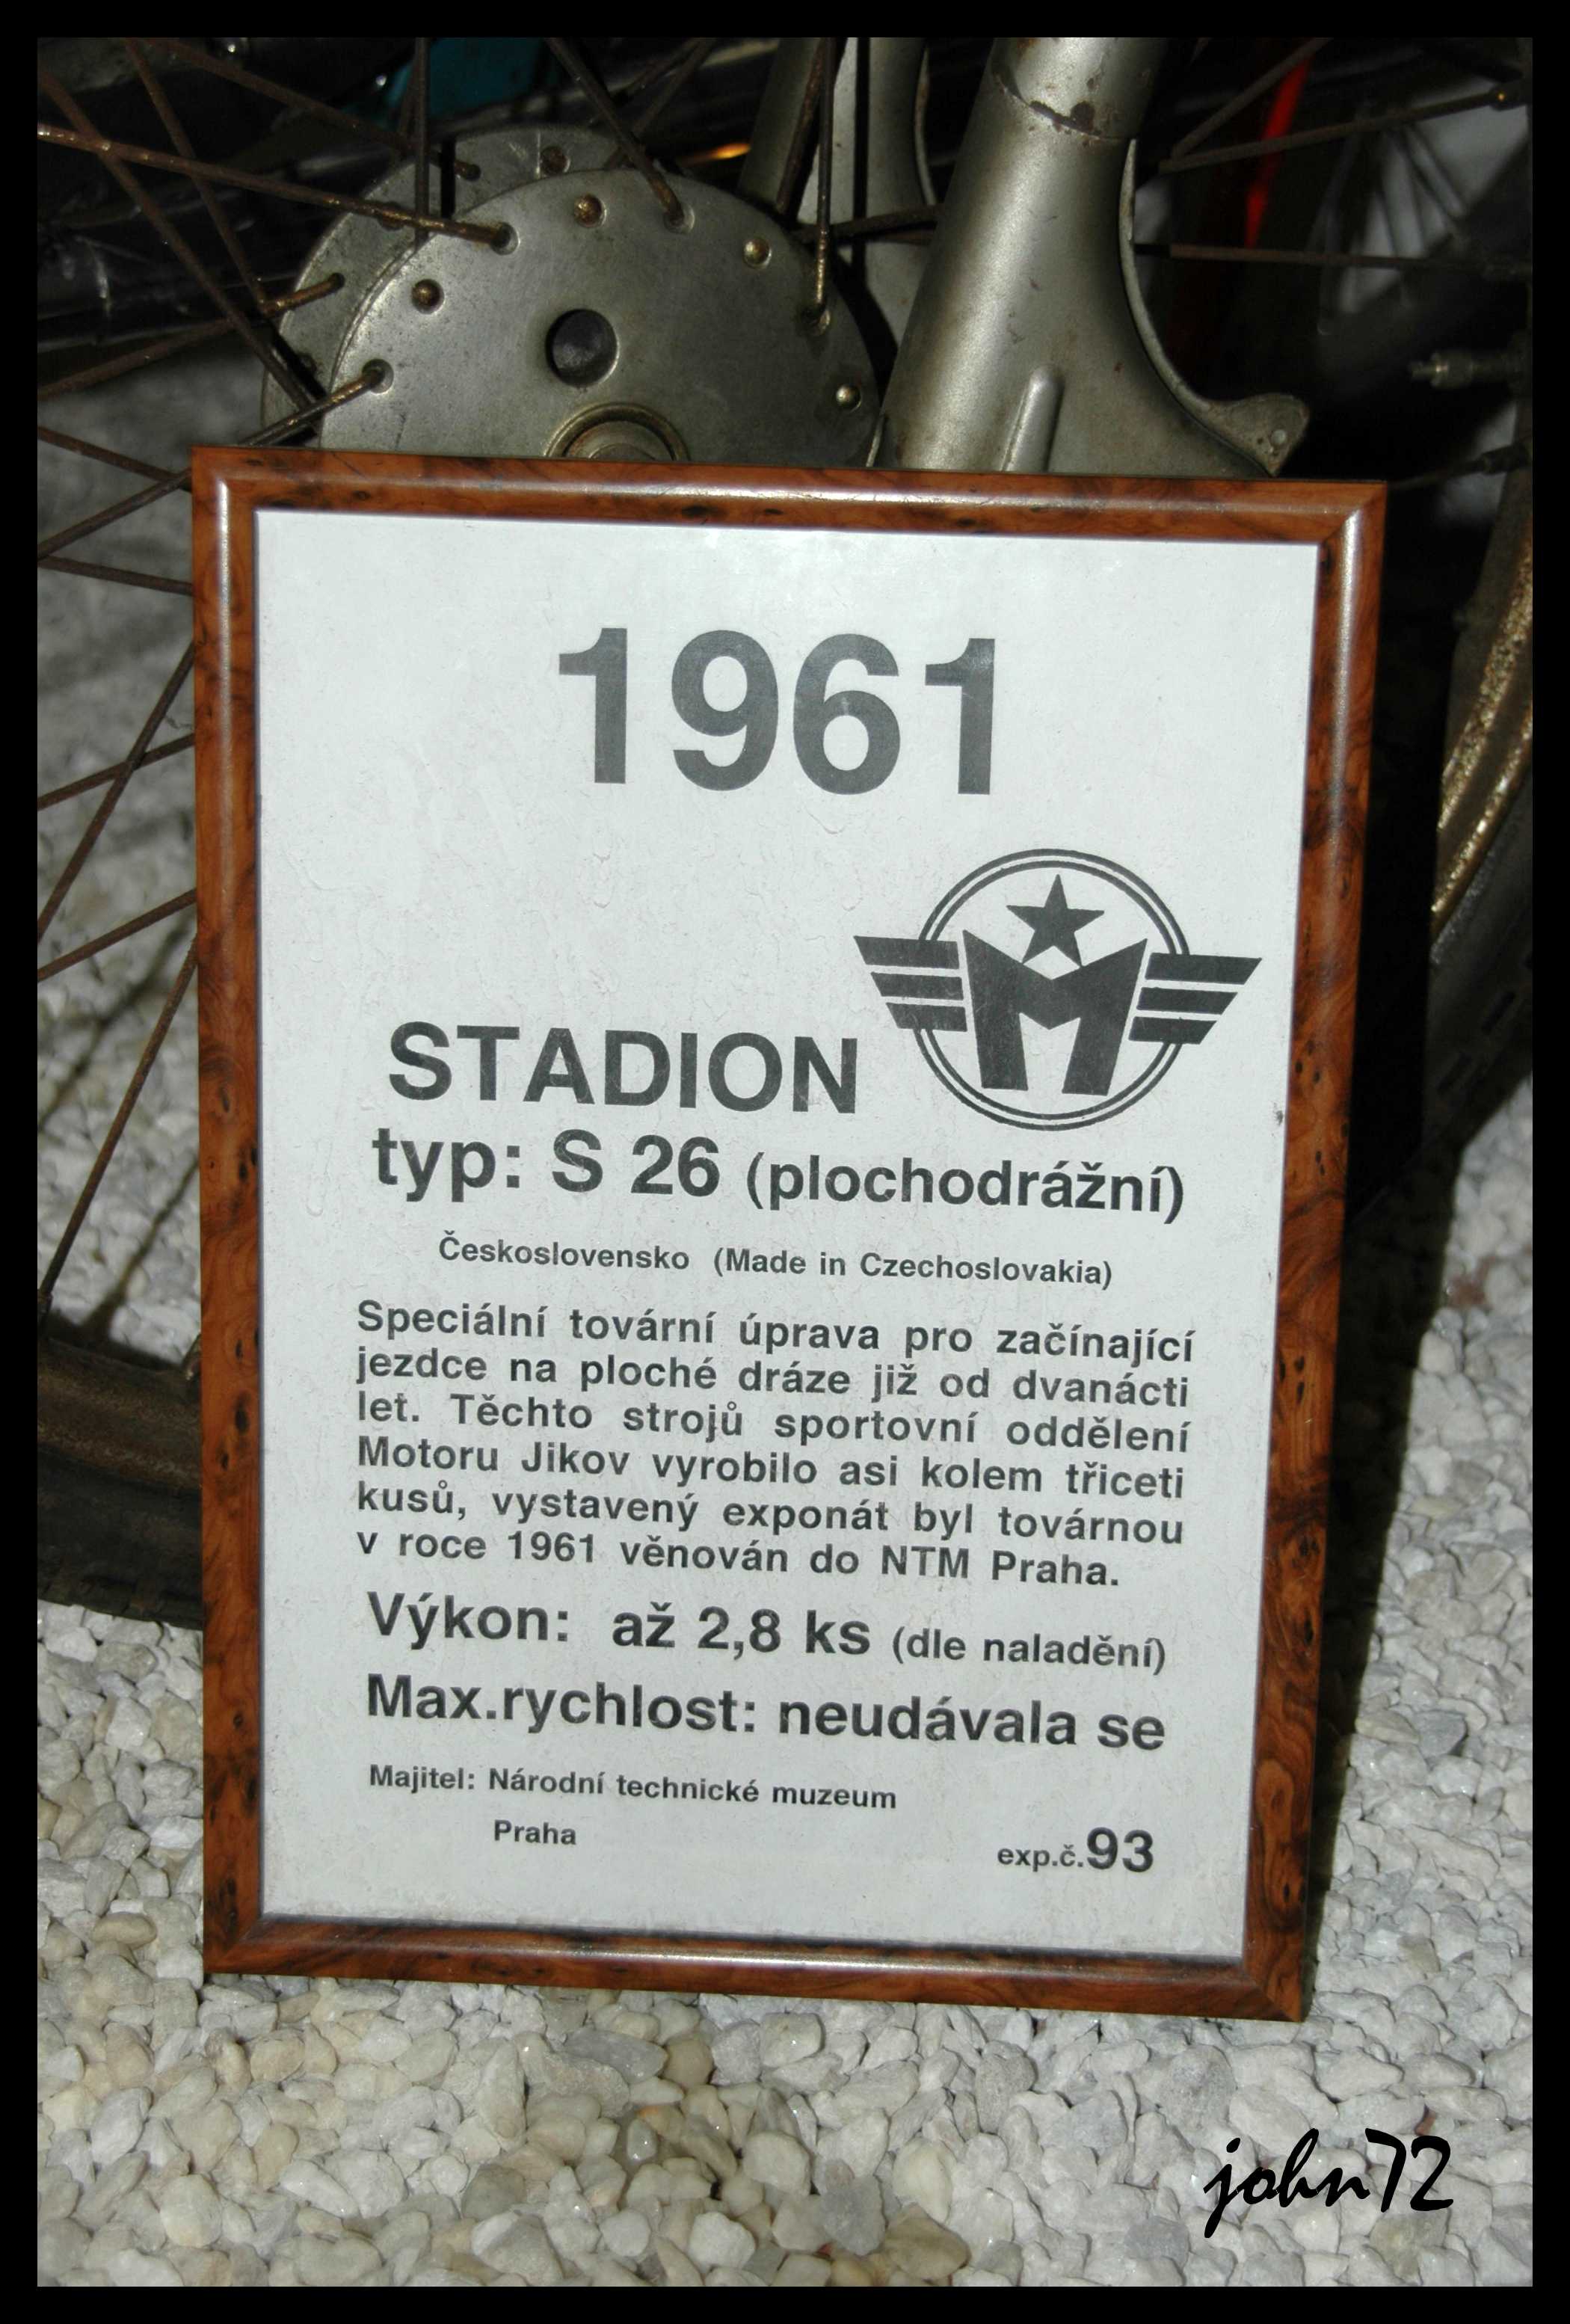 1961
M
STADION
typ: S 26 (plochodrážní)
Československo (Made in Czechoslovakia)
Speciální tovární úprava pro začínající
jezdce na ploché dráze již od dvanácti
let. Těchto strojů sportovní oddělení
Motoru Jikov vyrobilo asi kolem třiceti
kusů, vystavený exponát byl továrnou
v roce 1961 věnován do NTM Praha.
Výkon: až 2,8 ks (dle naladění)
Max.rychlost: neudávala se
Majitel: Národní technické muzeum
Praha
exp.č.93
john72